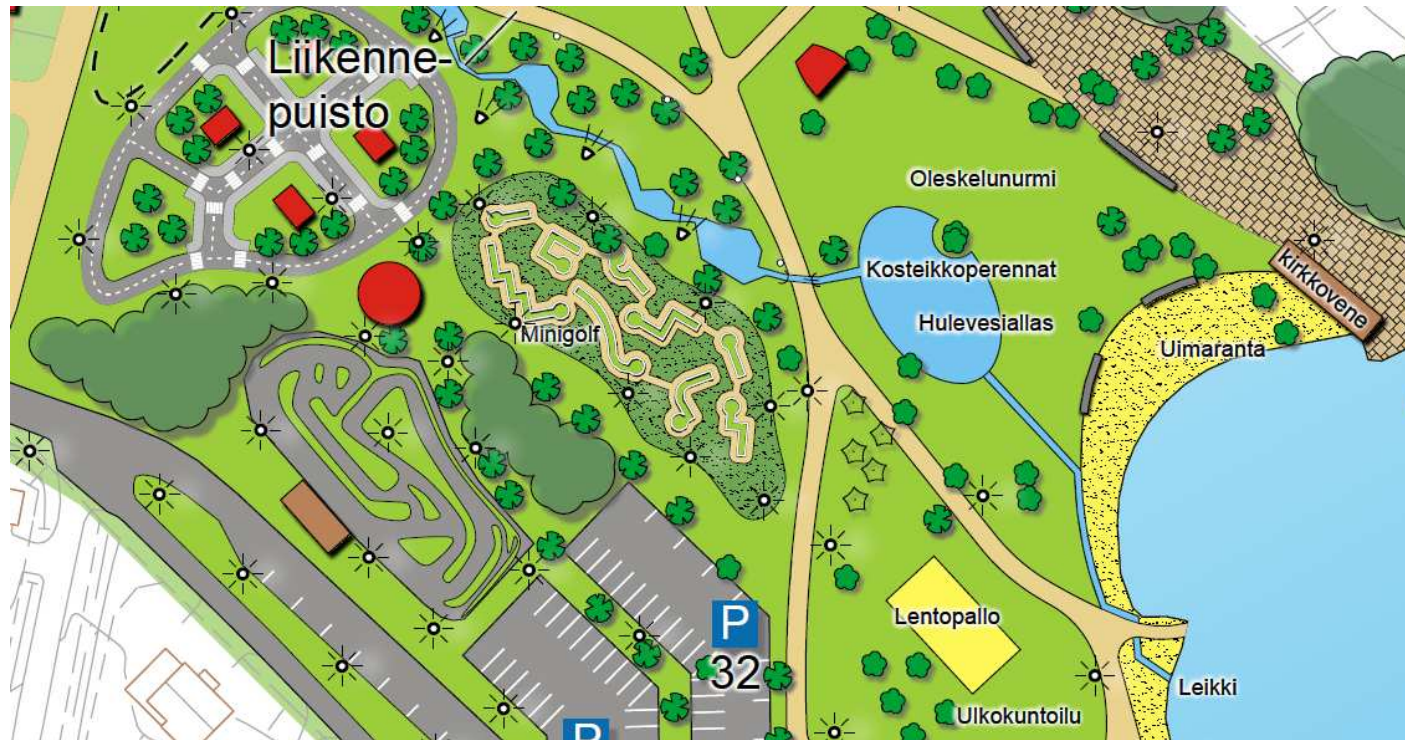 Liikenne-
puisto
Oleskelunurmi
Kosteikkoperennat
kirkkovene
Hulevesiallas
Minigolf
Uimaranta
P
32
Lentopallo
Leikki
Ulkokuntoilu
P